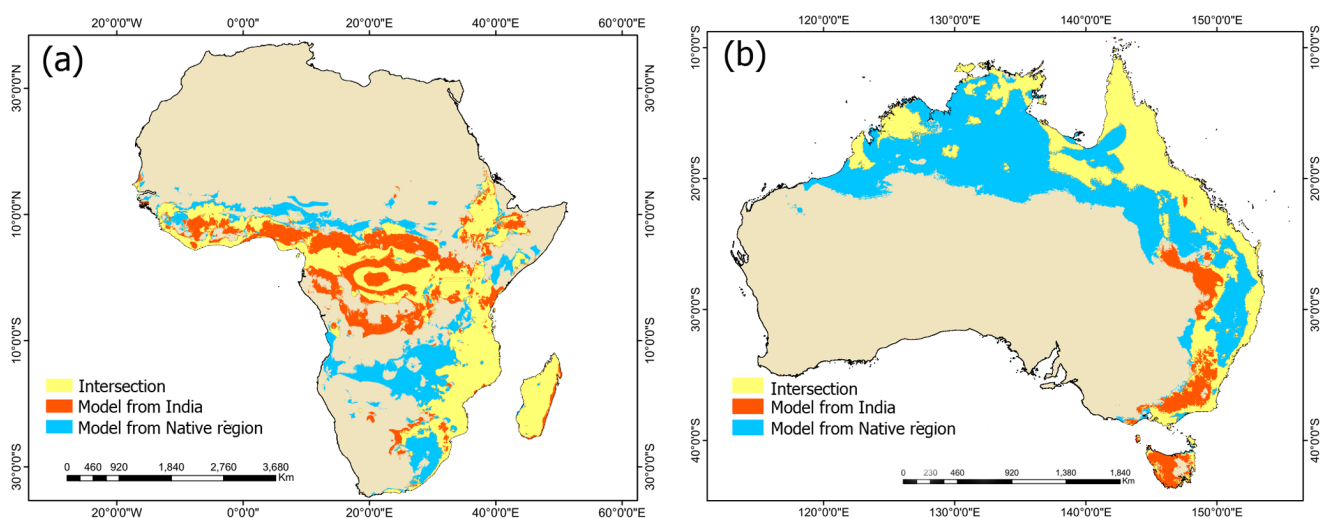 20°0'0"W 0°0'0" 20°0'0"E 40°0'0"E 60°0'0"E
(a)
30°0'0"N
10°0'0"N
10°0'0"S
30°0'0"S
30°0'0"N
10°0'0"N
10°0'0"S
30°0'0"S
Intersection
Model from India
Model from Native region
0 460 920 1,840 2,760 3,680
Km
20°0'0"W 0°0'0" 20°0'0"E 40°0'0"E 60°0'0"E
120°0'0"E 130°0'0"E 140°0'0"E 150°0'0"E
(b)
10°0'0"S
20°0'0"S
30°0'0"S
40°0'0"S
10°0'0"S
20°0'0"S
30°0'0"S
40°0'0"S
Intersection
Model from India
Model from Native region
0 230 460 920 1,380 1,840
Km
120°0'0"E 130°0'0"E 140°0'0"E 150°0'0"E